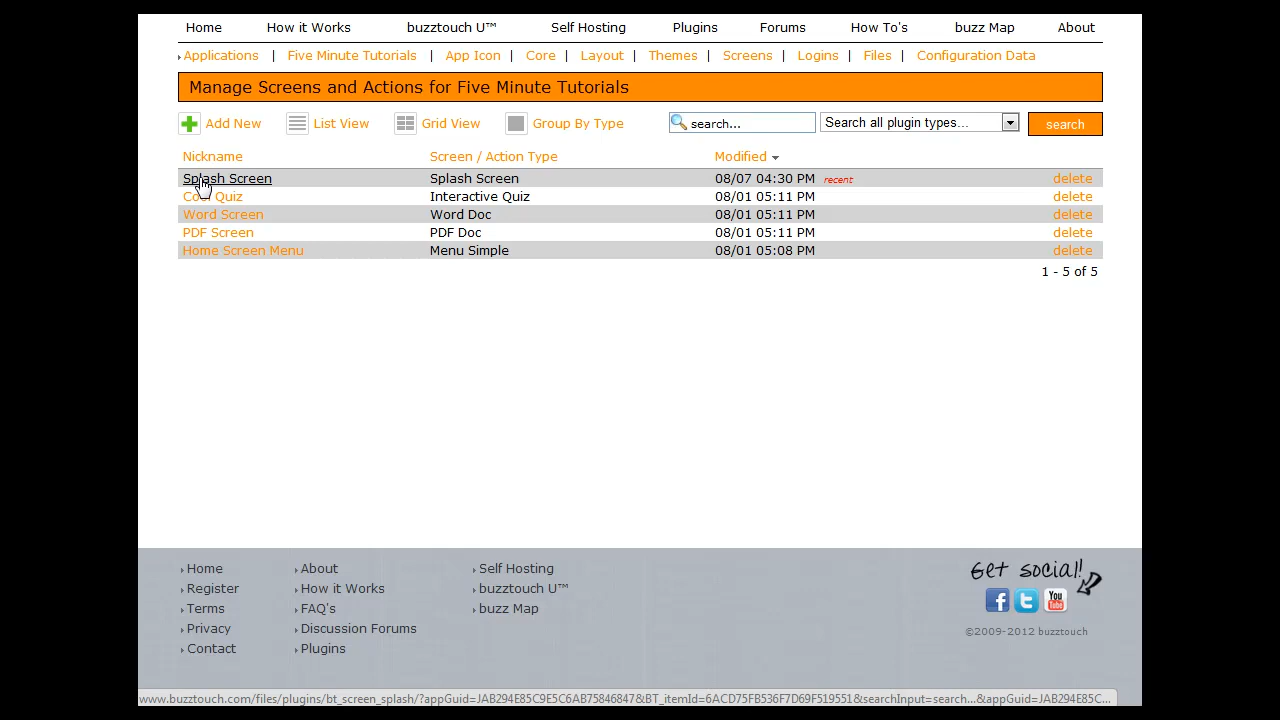 Home How it Works buzztouch U™ Self Hosting Plugins Forums How To's buzz Map About
Applications | Five Minute Tutorials | App Icon | Core | Layout | Themes | Screens | Logins | Files | Configuration Data
Manage Screens and Actions for Five Minute Tutorials
Add New List View Grid View Group By Type search... Search all plugin types... search
Nickname Screen / Action Type Modified
Splash Screen Splash Screen 08/07 04:30 PM recent delete
Cool Quiz Interactive Quiz 08/01 05:11 PM delete
Word Screen Word Doc 08/01 05:11 PM delete
PDF Screen PDF Doc 08/01 05:11 PM delete
Home Screen Menu Menu Simple 08/01 05:08 PM delete
1 - 5 of 5
Home About Self Hosting Get social!
Register How it Works buzztouch U™
Terms FAQ's buzz Map
Privacy Discussion Forums ©2009-2012 buzztouch
Contact Plugins
www.buzztouch.com/files/plugins/bt_screen_splash/?appGuid=JAB294E85C9E5C6AB75846847&BT_itemId=6ACD75FB536F7D69F519551&searchInput=search...&appGuid=JAB294E85C...